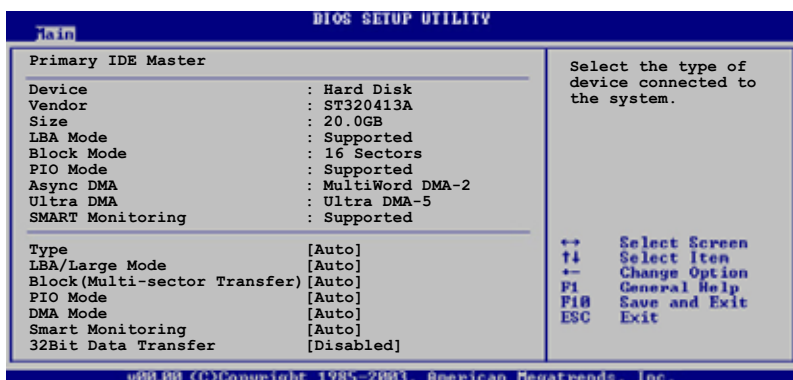 BIOS SETUP UTILITY
Main
Primary IDE Master
Device : Hard Disk
Vendor : ST320413A
Size : 20.0GB
LBA Mode : Supported
Block Mode : 16 Sectors
PIO Mode : Supported
Async DMA : MultiWord DMA-2
Ultra DMA : Ultra DMA-5
SMART Monitoring : Supported
Type [Auto]
LBA/Large Mode [Auto]
Block(Multi-sector Transfer) [Auto]
PIO Mode [Auto]
DMA Mode [Auto]
Smart Monitoring [Auto]
32Bit Data Transfer [Disabled]
Select the type of
device connected to
the system.
↔ Select Screen
↑↓ Select Item
+- Change Option
F1 General Help
F10 Save and Exit
ESC Exit
v00.00 (C)Copyright 1985-2003, American Megatrends, Inc.